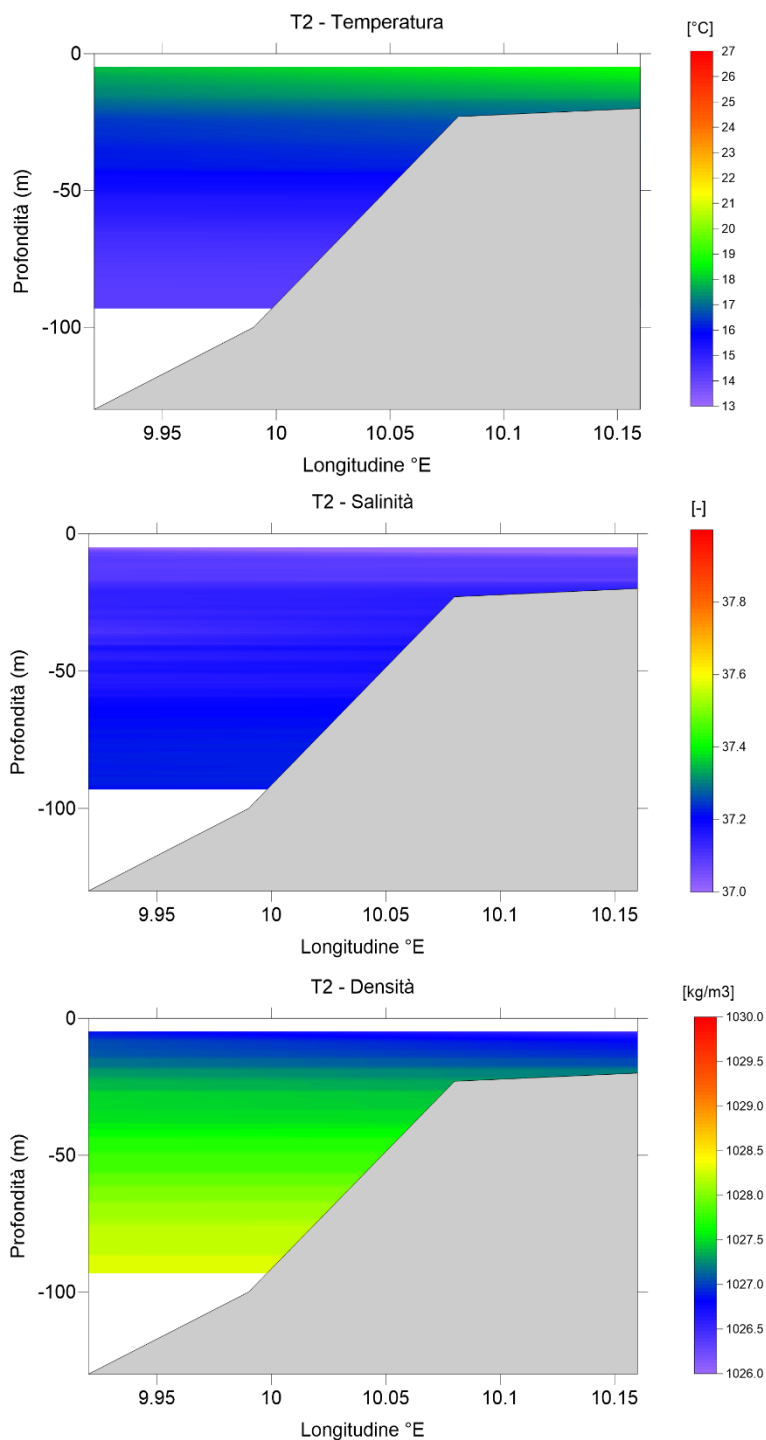 T2 - Temperatura
[°C]
0
-50
-100
Profondità (m)
9.95 10 10.05 10.1 10.15
Longitudine °E
27
26
25
24
23
22
21
20
19
18
17
16
15
14
13
T2 - Salinità
[-]
0
-50
-100
Profondità (m)
9.95 10 10.05 10.1 10.15
Longitudine °E
37.8
37.6
37.4
37.2
37.0
T2 - Densità
[kg/m3]
0
-50
-100
Profondità (m)
9.95 10 10.05 10.1 10.15
Longitudine °E
1030.0
1029.5
1029.0
1028.5
1028.0
1027.5
1027.0
1026.5
1026.0